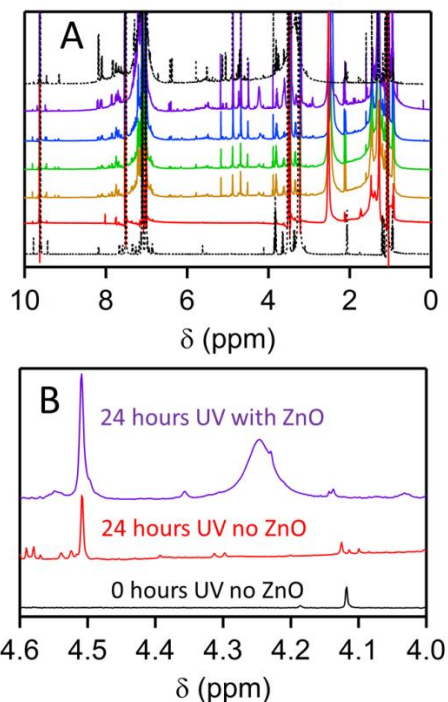 A
10 8 6 4 2 0
δ (ppm)
B
24 hours UV with ZnO
24 hours UV no ZnO
0 hours UV no ZnO
4.6 4.5 4.4 4.3 4.2 4.1 4.0
δ (ppm)